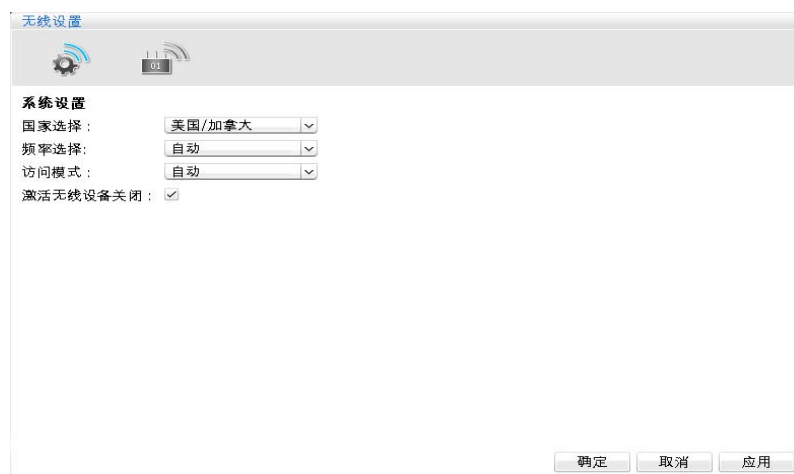 无线设置
01
系统设置
国家选择： 美国/加拿大
频率选择: 自动
访问模式： 自动
激活无线设备关闭：
确定 取消 应用